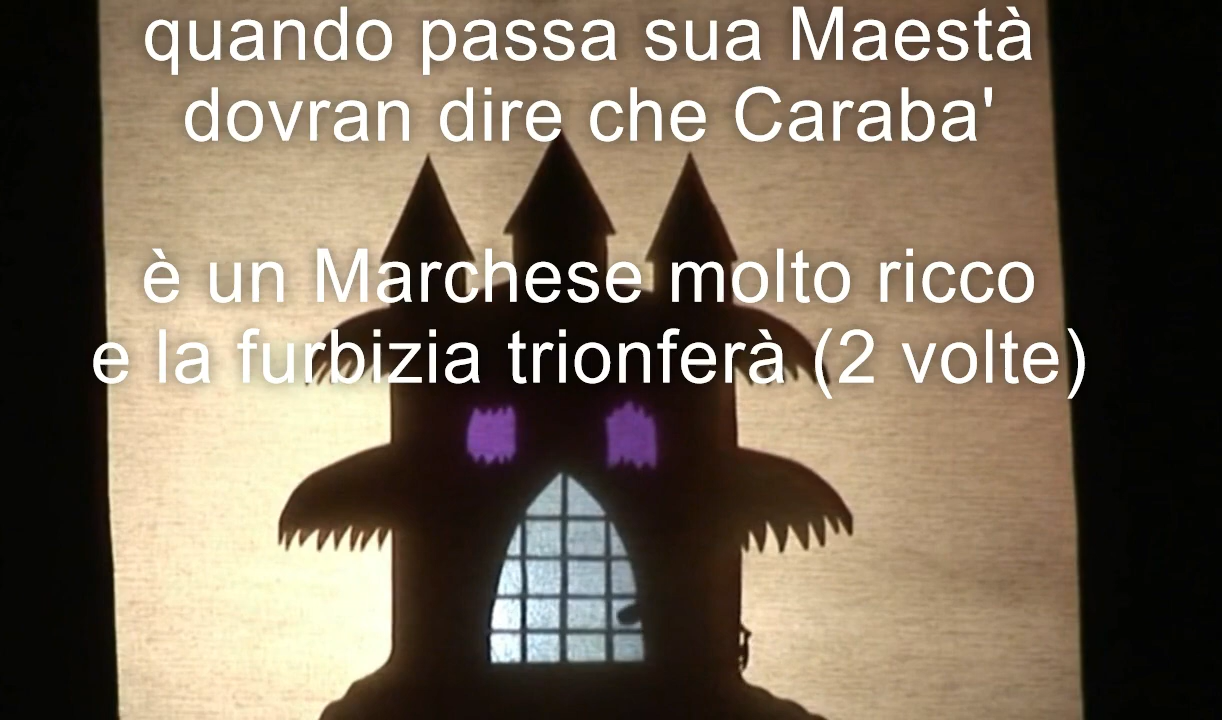 quando passa sua Maestà
dovran dire che Caraba'
è un Marchese molto ricco
e la furbizia trionferà (2 volte)